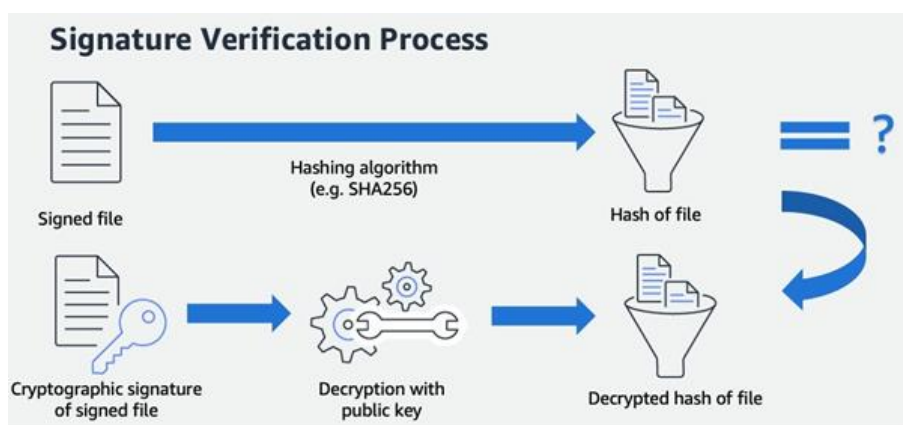 Signature Verification Process
Hashing algorithm
(e.g. SHA256)
= ?
Signed file
Hash of file
Cryptographic signature
of signed file
Decryption with
public key
Decrypted hash of file